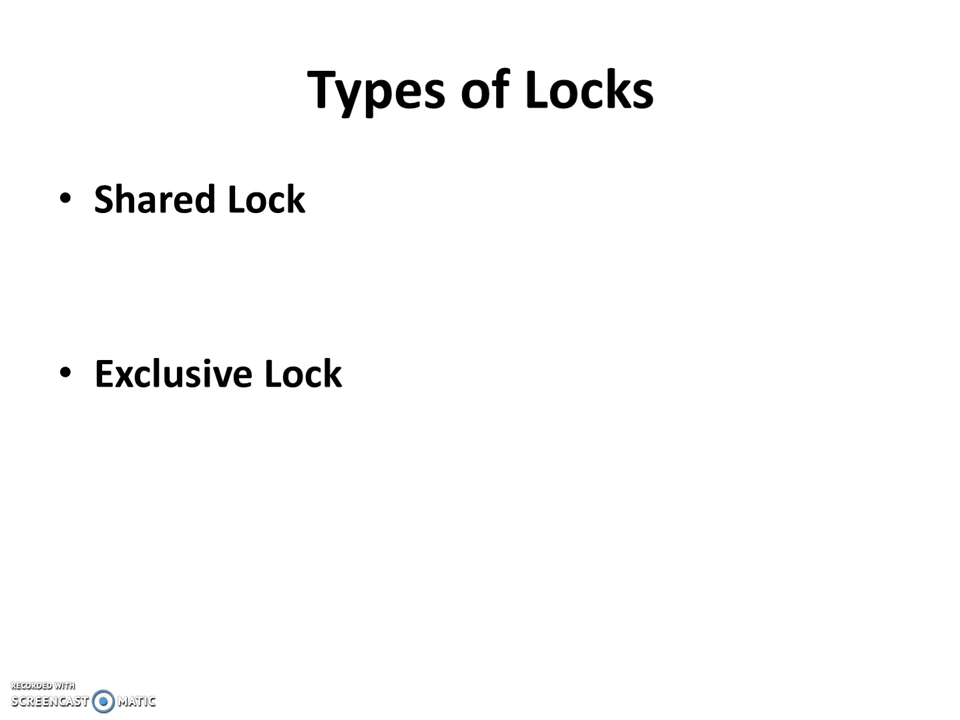 Types of Locks
• Shared Lock
• Exclusive Lock
RECORDED WITH
SCREENCAST MATIC